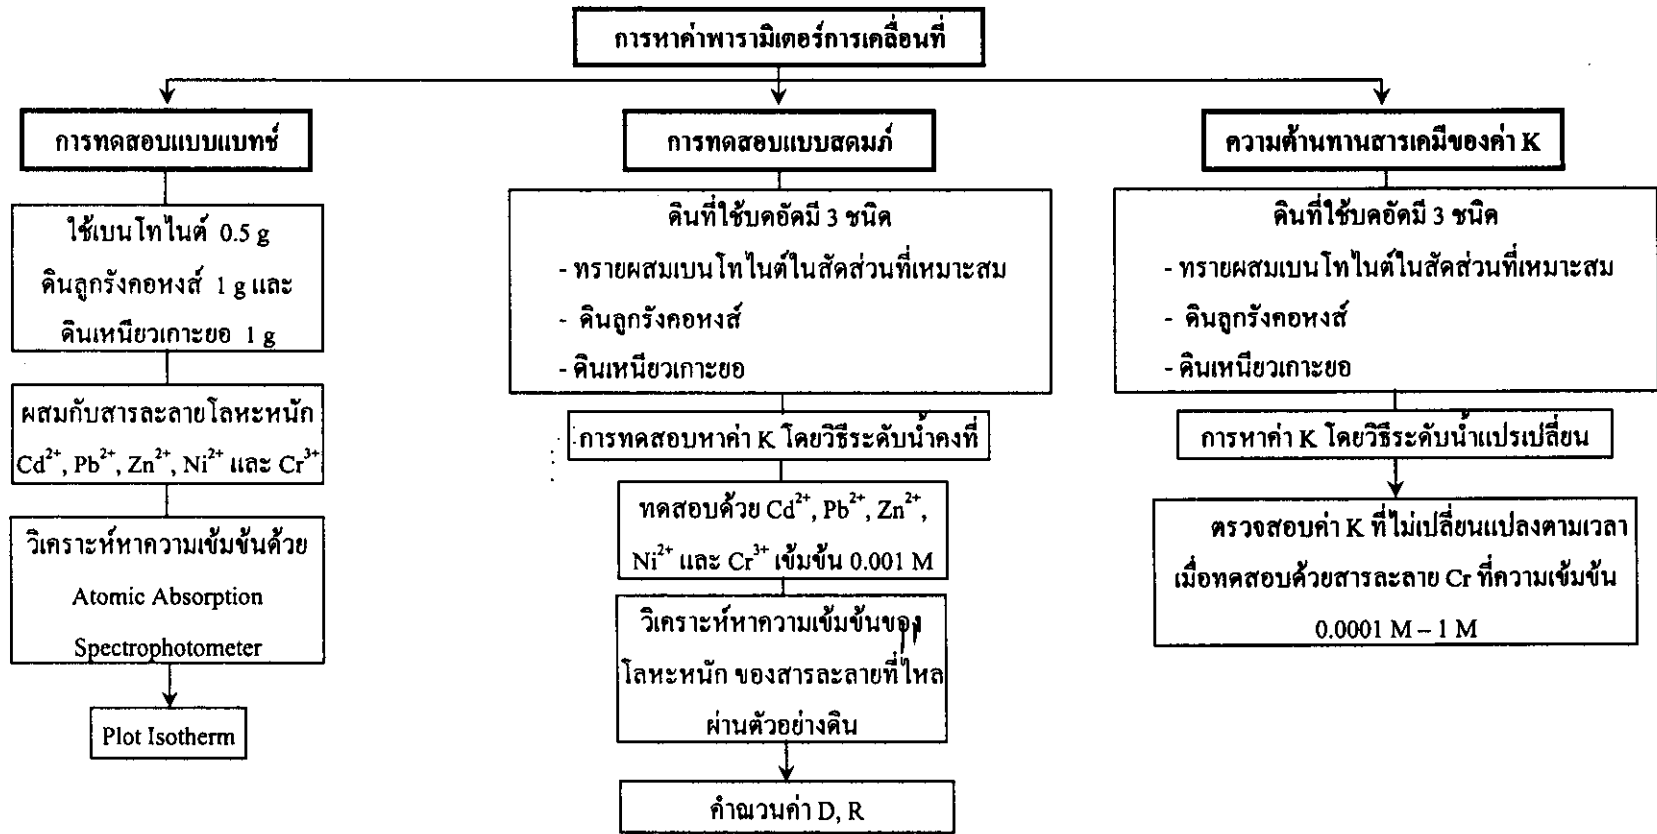 การหาค่าพารามิเตอร์การเคลื่อนที่
การทดสอบแบบแบทช์
ใช้เบนโทไนต์ 0.5 g
ดินลูกรังคอหงส์ 1 g และ
ดินเหนียวเกาะยอ 1 g
ผสมกับสารละลายโลหะหนัก
Cd²⁺, Pb²⁺, Zn²⁺, Ni²⁺ และ Cr³⁺
วิเคราะห์หาความเข้มข้นด้วย
Atomic Absorption
Spectrophotometer
Plot Isotherm
การทดสอบแบบสดมภ์
ดินที่ใช้บดอัดมี 3 ชนิด
- ทรายผสมเบนโทไนต์ในสัดส่วนที่เหมาะสม
- ดินลูกรังคอหงส์
- ดินเหนียวเกาะยอ
การทดสอบหาค่า K โดยวิธีระดับน้ำคงที่
ทดสอบด้วย Cd²⁺, Pb²⁺, Zn²⁺,
Ni²⁺ และ Cr³⁺ เข้มข้น 0.001 M
วิเคราะห์หาความเข้มข้นของ
โลหะหนัก ของสารละลายที่ไหล
ผ่านตัวอย่างดิน
คำณวนค่า D, R
ความต้านทานสารเคมีของค่า K
ดินที่ใช้บดอัดมี 3 ชนิด
- ทรายผสมเบนโทไนต์ในสัดส่วนที่เหมาะสม
- ดินลูกรังคอหงส์
- ดินเหนียวเกาะยอ
การหาค่า K โดยวิธีระดับน้ำแปรเปลี่ยน
ตรวจสอบค่า K ที่ไม่เปลี่ยนแปลงตามเวลา
เมื่อทดสอบด้วยสารละลาย Cr ที่ความเข้มข้น
0.0001 M – 1 M